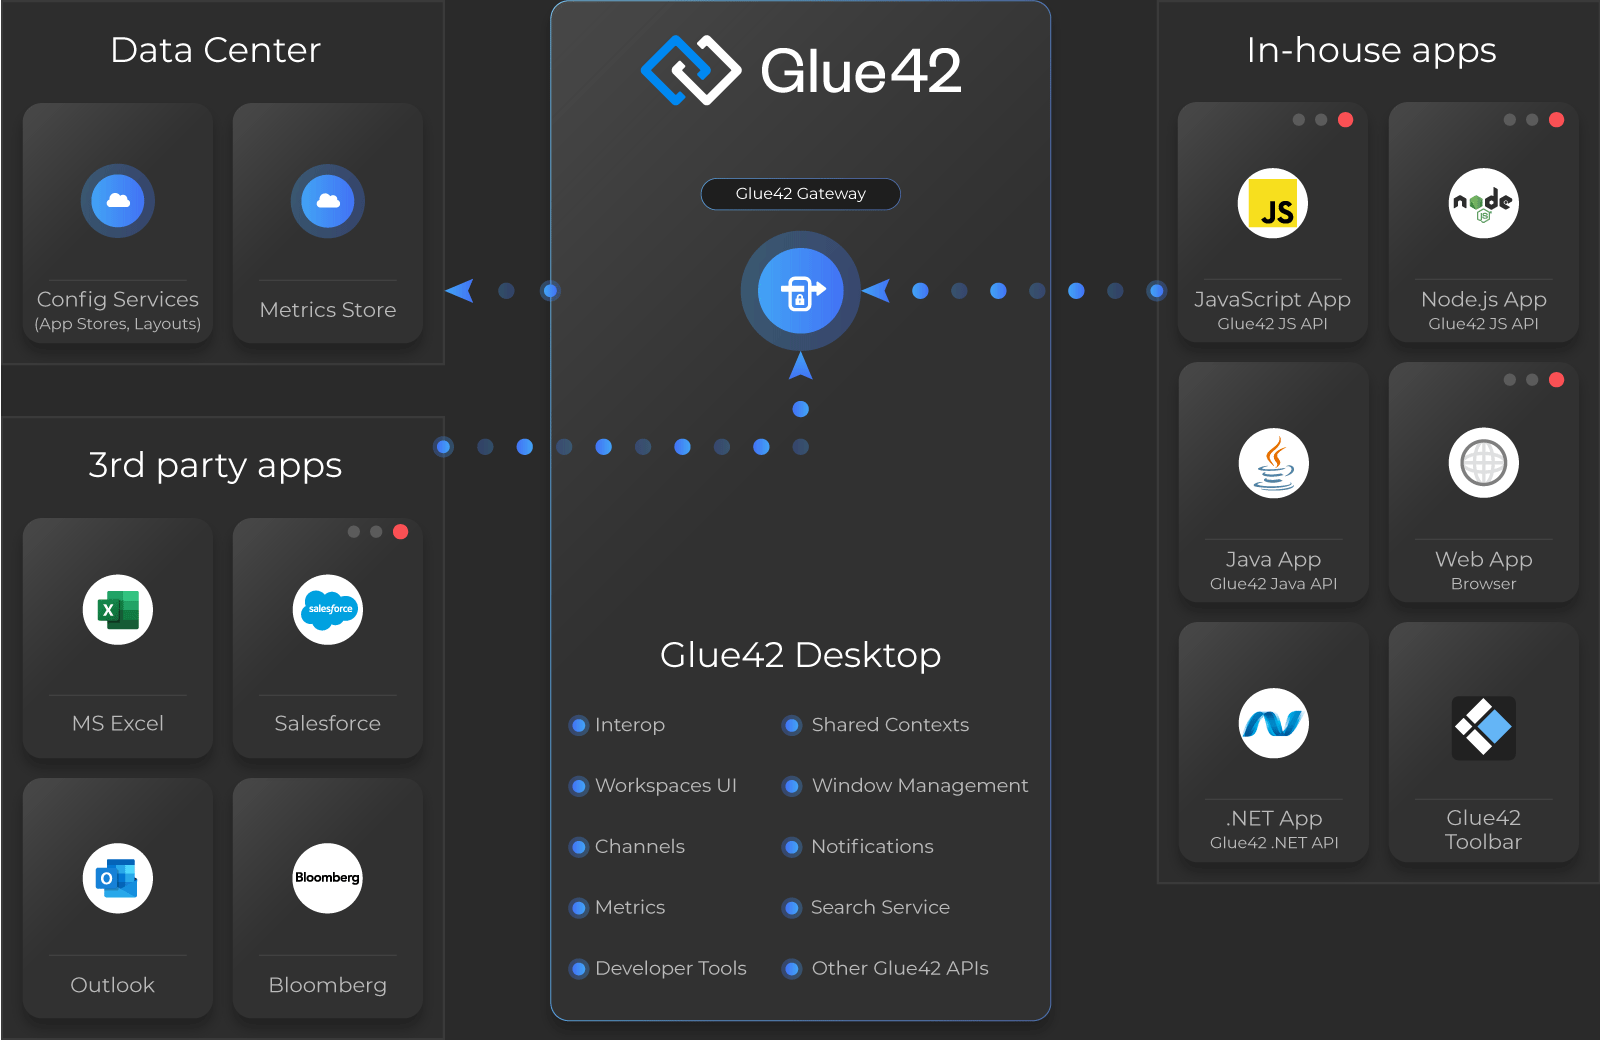 Data Center
Config Services
(App Stores, Layouts)
Metrics Store
3rd party apps
X
MS Excel
salesforce
Salesforce
O
Outlook
Bloomberg
Bloomberg
Glue42
Glue42 Gateway
Glue42 Desktop
Interop
Shared Contexts
Workspaces UI
Window Management
Channels
Notifications
Metrics
Search Service
Developer Tools
Other Glue42 APIs
In-house apps
JS
JavaScript App
Glue42 JS API
node
JS
Node.js App
Glue42 JS API
Java App
Glue42 Java API
Web App
Browser
.NET App
Glue42 .NET API
Glue42
Toolbar